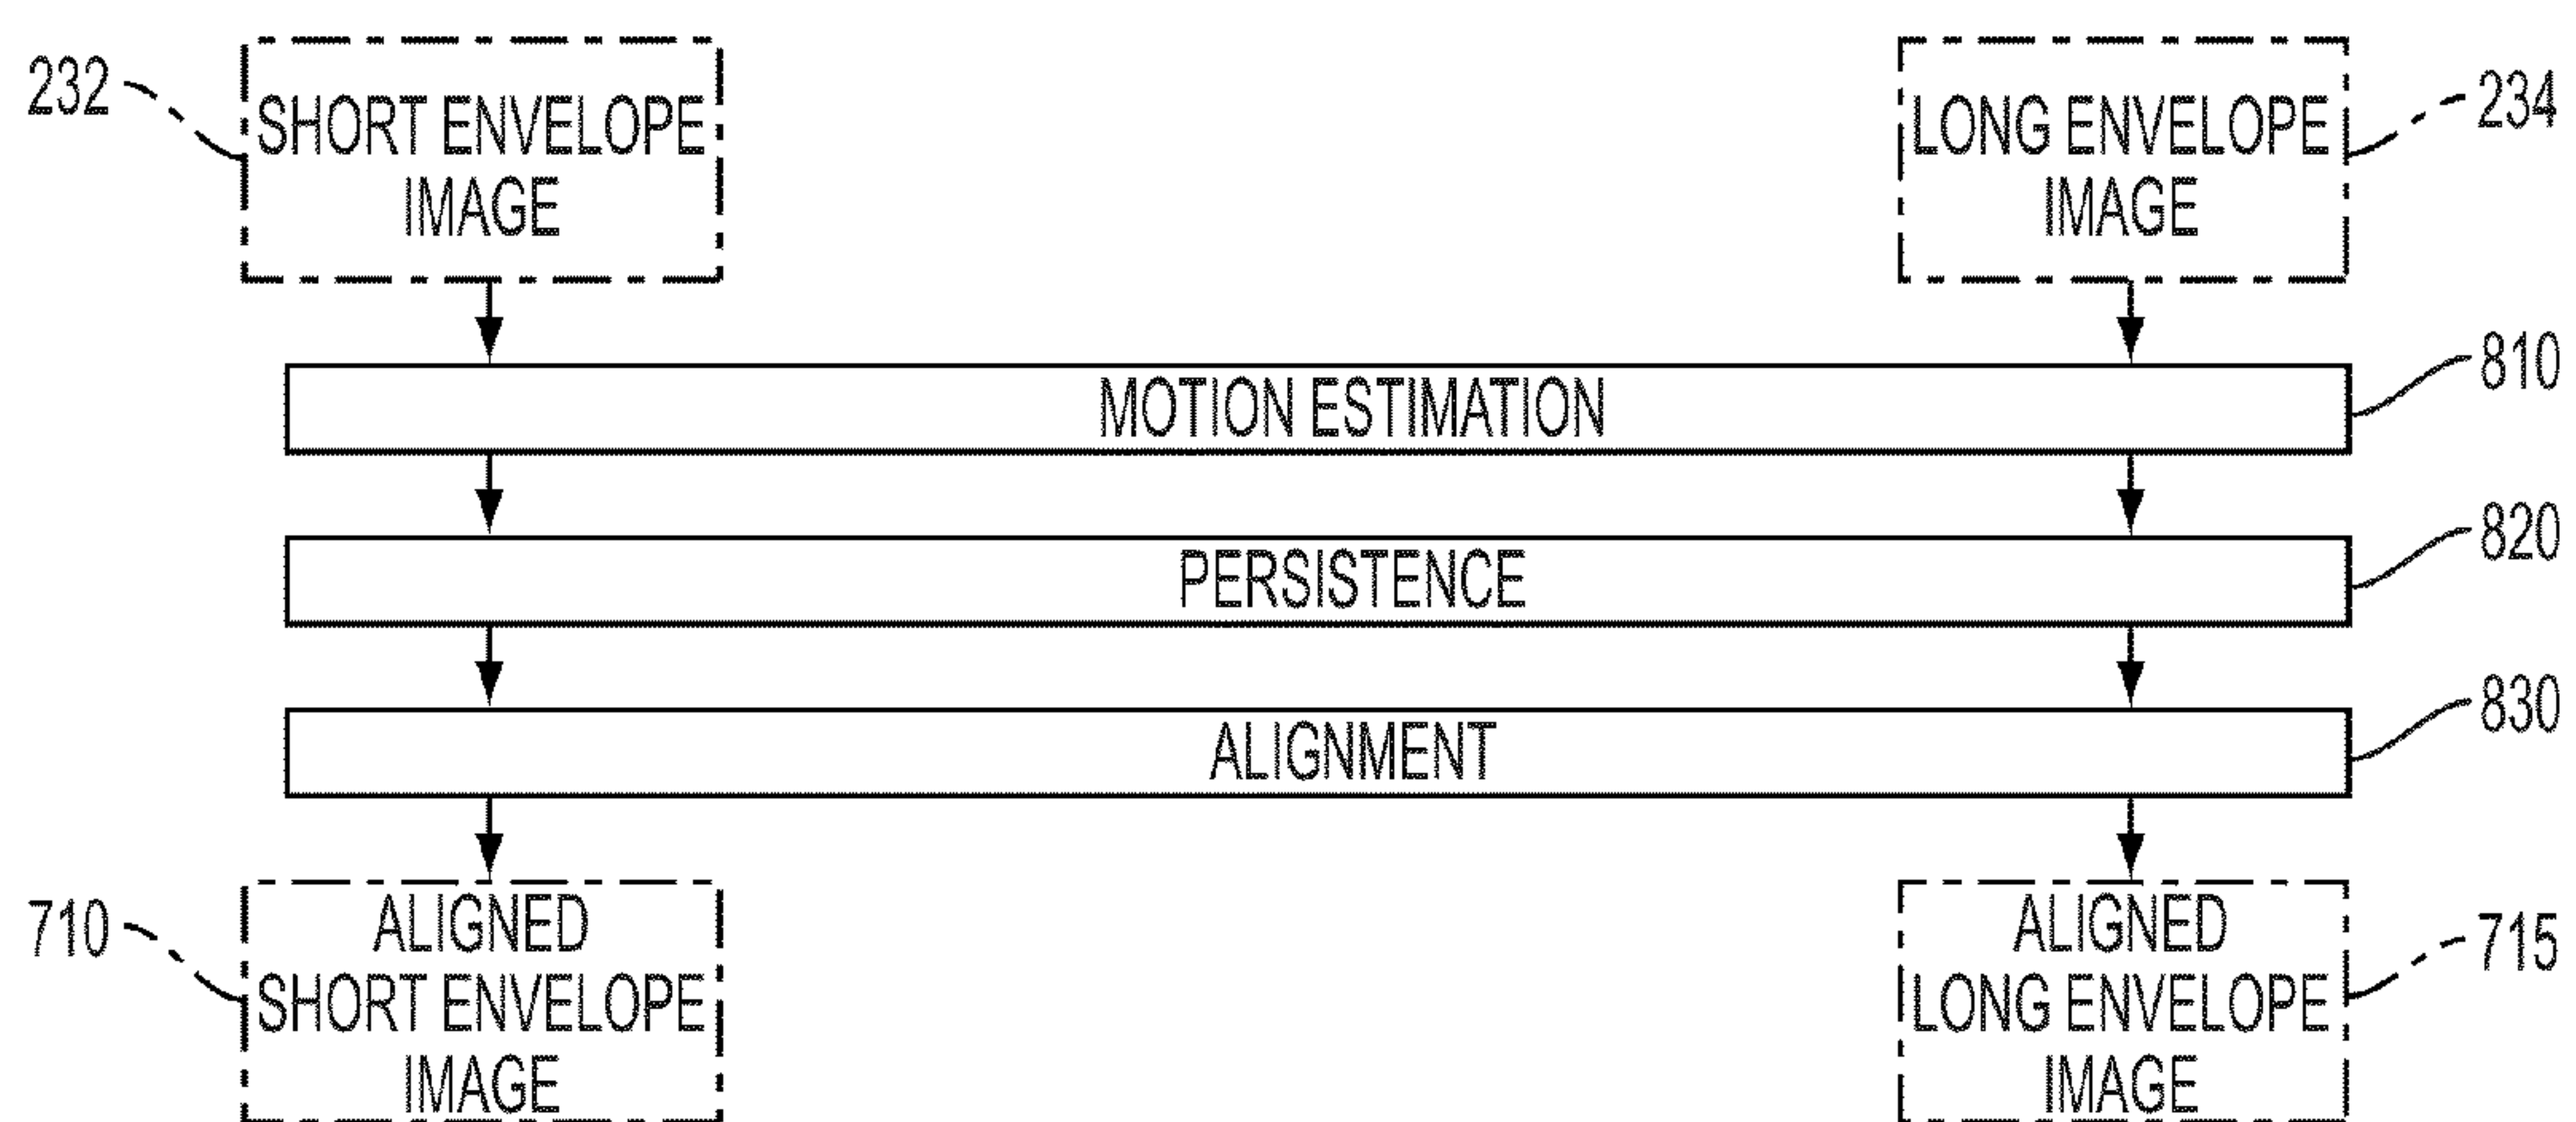 232
SHORT ENVELOPE
IMAGE
LONG ENVELOPE
IMAGE
234
MOTION ESTIMATION
810
PERSISTENCE
820
ALIGNMENT
830
710
ALIGNED
SHORT ENVELOPE
IMAGE
ALIGNED
LONG ENVELOPE
IMAGE
715